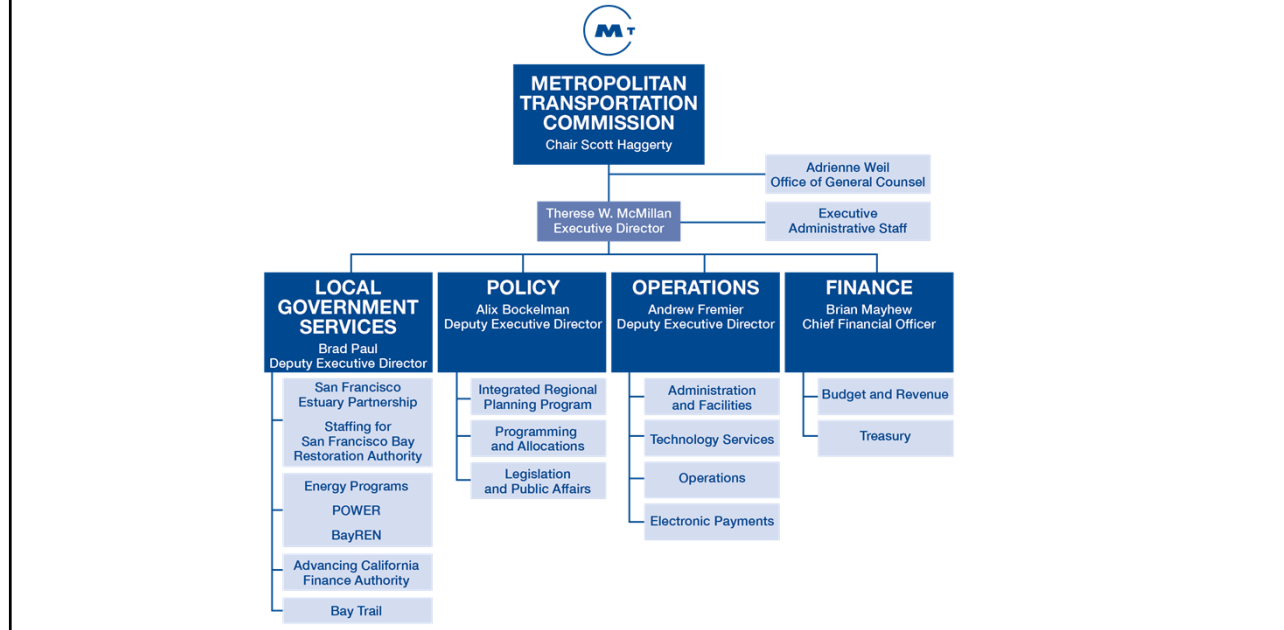 MT
METROPOLITAN
TRANSPORTATION
COMMISSION
Chair Scott Haggerty
Adrienne Weil
Office of General Counsel
Therese W. McMillan
Executive Director
Executive
Administrative Staff
LOCAL
GOVERNMENT
SERVICES
Brad Paul
Deputy Executive Director
San Francisco
Estuary Partnership
Staffing for
San Francisco Bay
Restoration Authority
Energy Programs
POWER
BayREN
Advancing California
Finance Authority
Bay Trail
POLICY
Alix Bockelman
Deputy Executive Director
Integrated Regional
Planning Program
Programming
and Allocations
Legislation
and Public Affairs
OPERATIONS
Andrew Fremier
Deputy Executive Director
Administration
and Facilities
Technology Services
Operations
Electronic Payments
FINANCE
Brian Mayhew
Chief Financial Officer
Budget and Revenue
Treasury